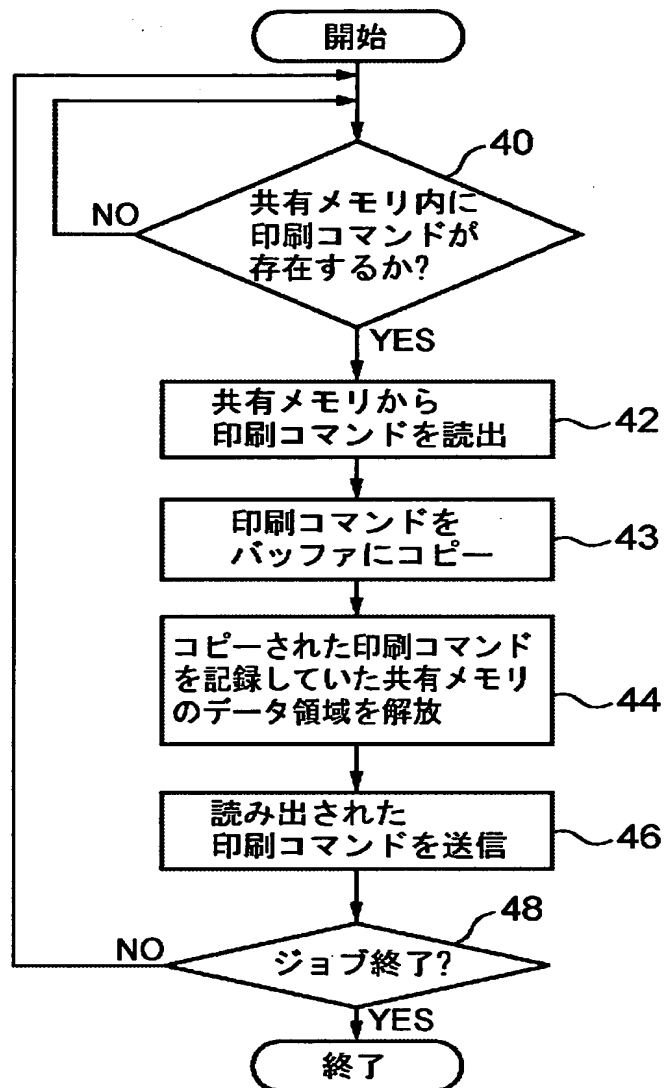 開始
40
共有メモリ内に
印刷コマンドが
存在するか?
NO
YES
共有メモリから
印刷コマンドを読出
42
印刷コマンドを
バッファにコピー
43
コピーされた印刷コマンド
を記録していた共有メモリ
のデータ領域を解放
44
読み出された
印刷コマンドを送信
46
48
NO
ジョブ終了?
YES
終了